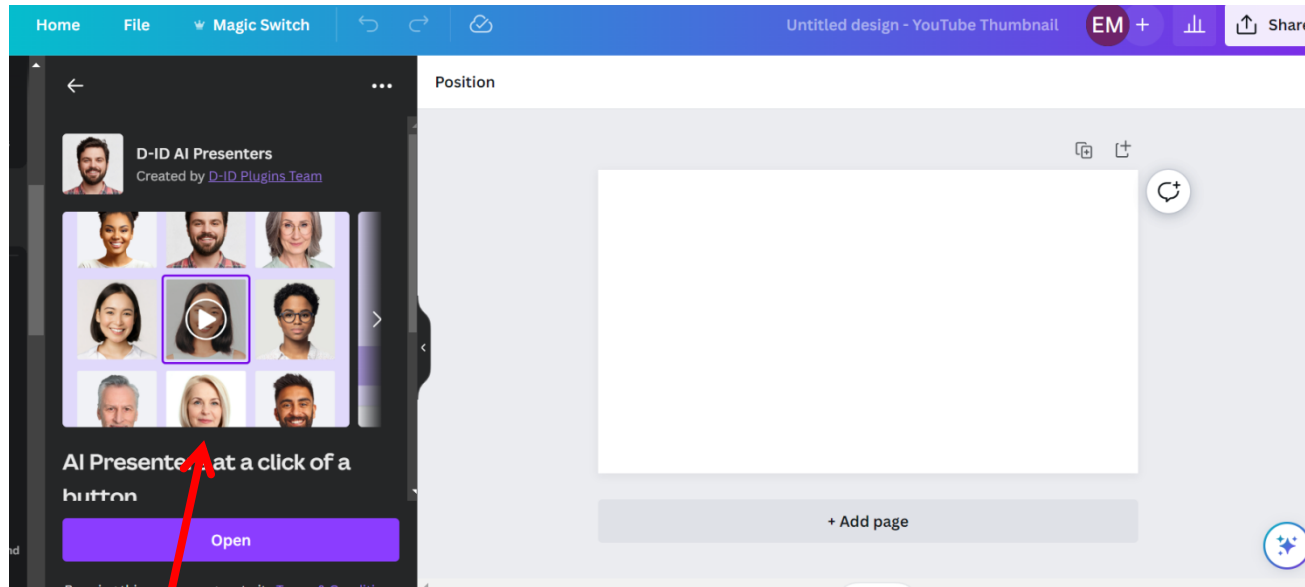 Home File Magic Switch Untitled design - YouTube Thumbnail EM + Share
Position
D-ID AI Presenters
Created by D-ID Plugins Team
AI Presenters at a click of a
button
Open
+ Add page